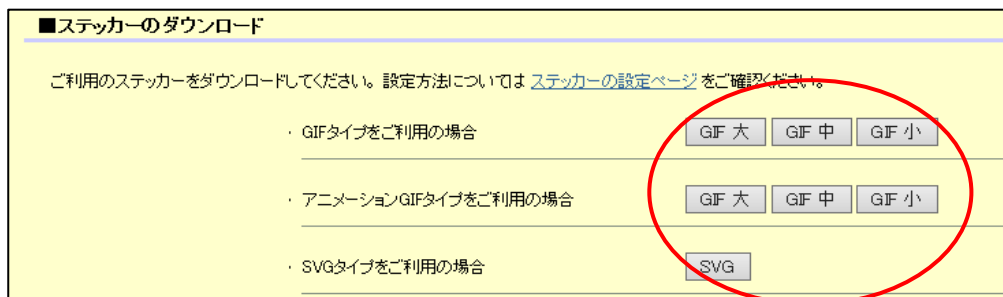 ■ステッカーのダウンロード
ご利用のステッカーをダウンロードしてください。設定方法については ステッカーの設定ページ をご確認ください。
・ GIFタイプをご利用の場合 GIF 大 GIF 中 GIF 小
・ アニメーションGIFタイプをご利用の場合 GIF 大 GIF 中 GIF 小
・ SVGタイプをご利用の場合 SVG